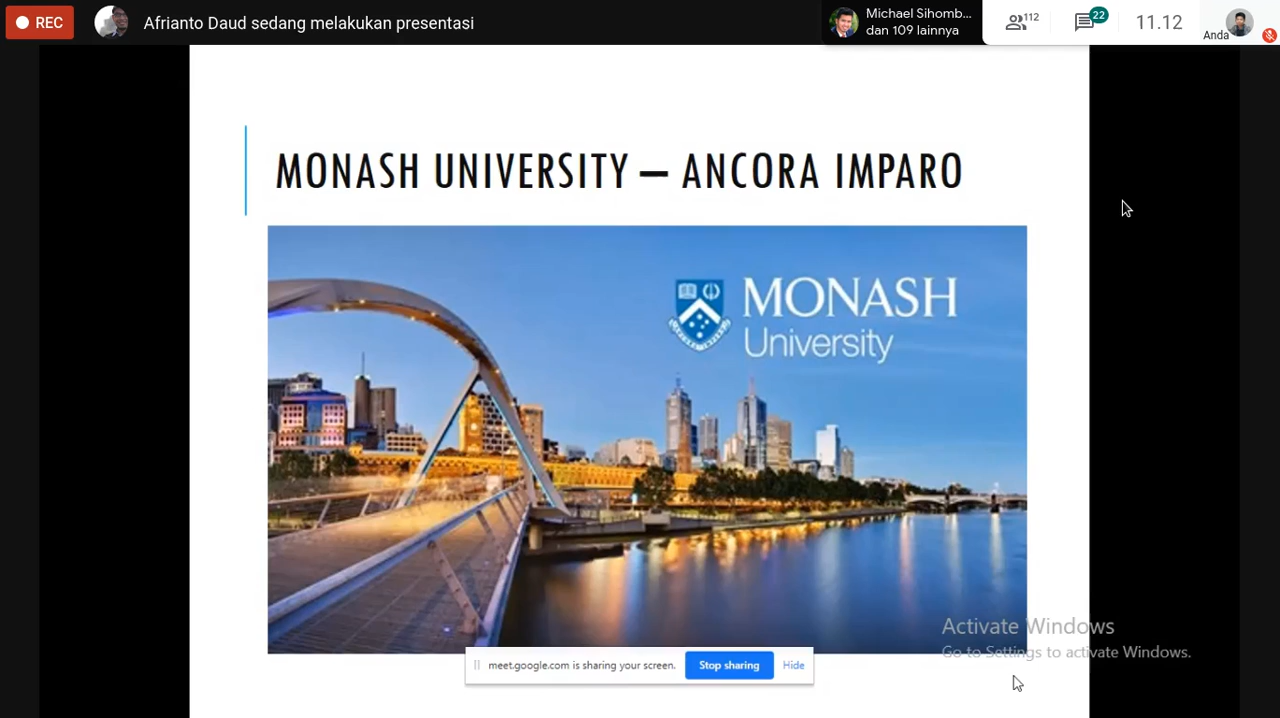 REC
Afrianto Daud sedang melakukan presentasi
Michael Sihomb...
dan 109 lainnya
112
22
11.12
Anda
MONASH UNIVERSITY – ANCORA IMPARO
MONASH
University
Activate Windows
Go to Settings to activate Windows.
meet.google.com is sharing your screen.
Stop sharing
Hide